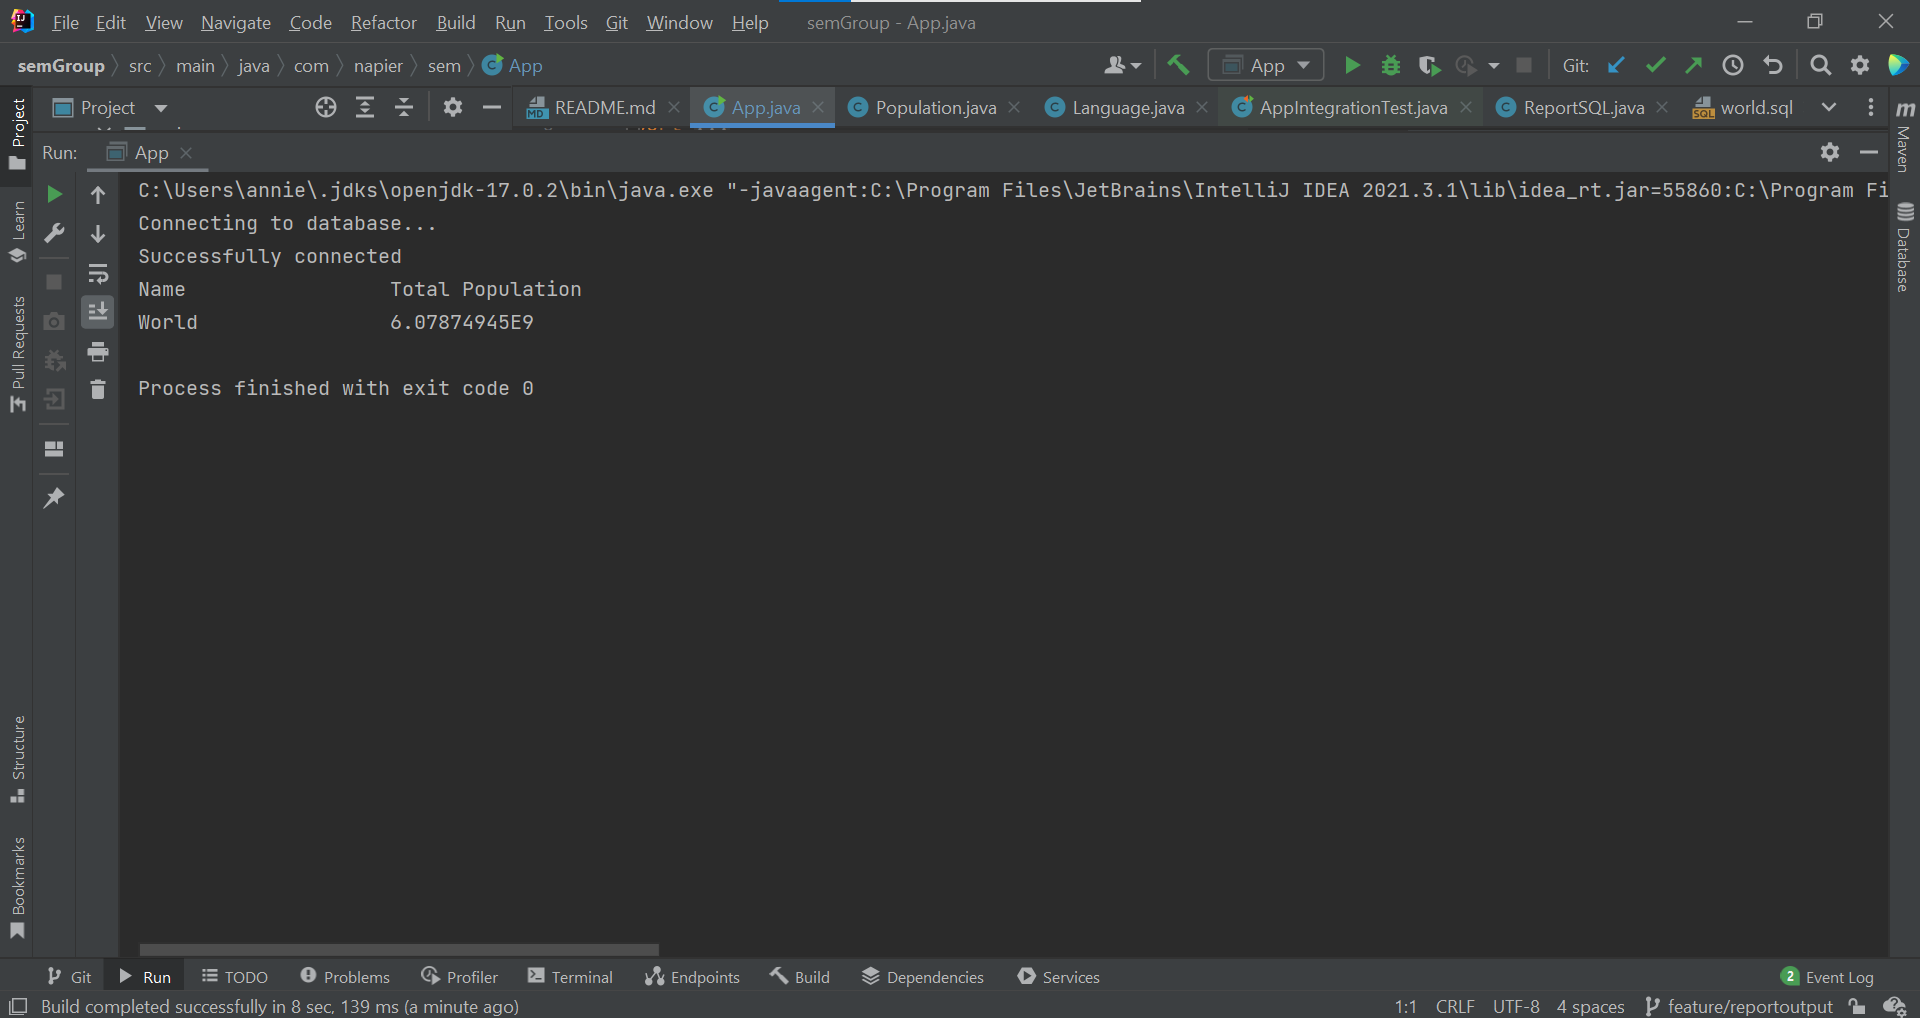 File Edit View Navigate Code Refactor Build Run Tools Git Window Help semGroup - App.java
semGroup src main java com napier sem App App Git:
Project README.md App.java Population.java Language.java AppIntegrationTest.java ReportSQL.java world.sql
Run: App
C:\Users\annie\.jdks\openjdk-17.0.2\bin\java.exe "-javaagent:C:\Program Files\JetBrains\IntelliJ IDEA 2021.3.1\lib\idea_rt.jar=55860:C:\Program Fi
Connecting to database...
Successfully connected
Name Total Population
World 6.07874945E9
Process finished with exit code 0
Project
Learn
Pull Requests
Structure
Bookmarks
Maven
Database
Git Run TODO Problems Profiler Terminal Endpoints Build Dependencies Services 2 Event Log
Build completed successfully in 8 sec, 139 ms (a minute ago) 1:1 CRLF UTF-8 4 spaces feature/reportoutput